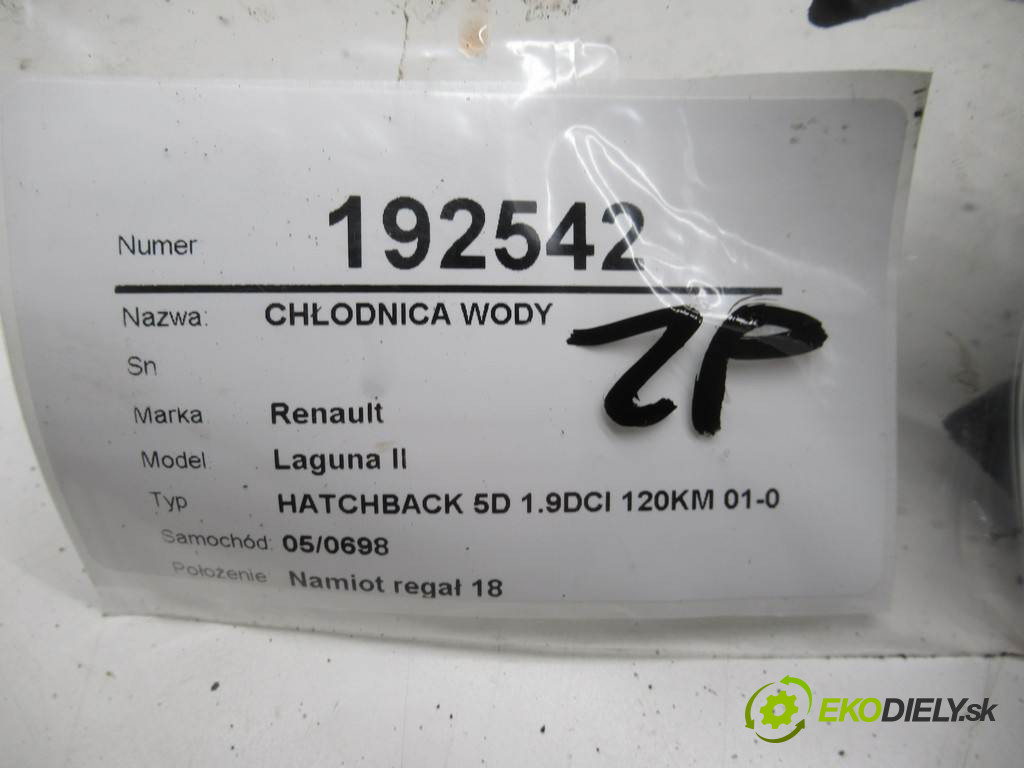 Numer 192542
Nazwa: CHŁODNICA WODY
ZP
Sn
Marka Renault
Model Laguna II
Typ HATCHBACK 5D 1.9DCI 120KM 01-0
Samochód: 05/0698
Położenie Namiot regał 18
EKODIELY.sk